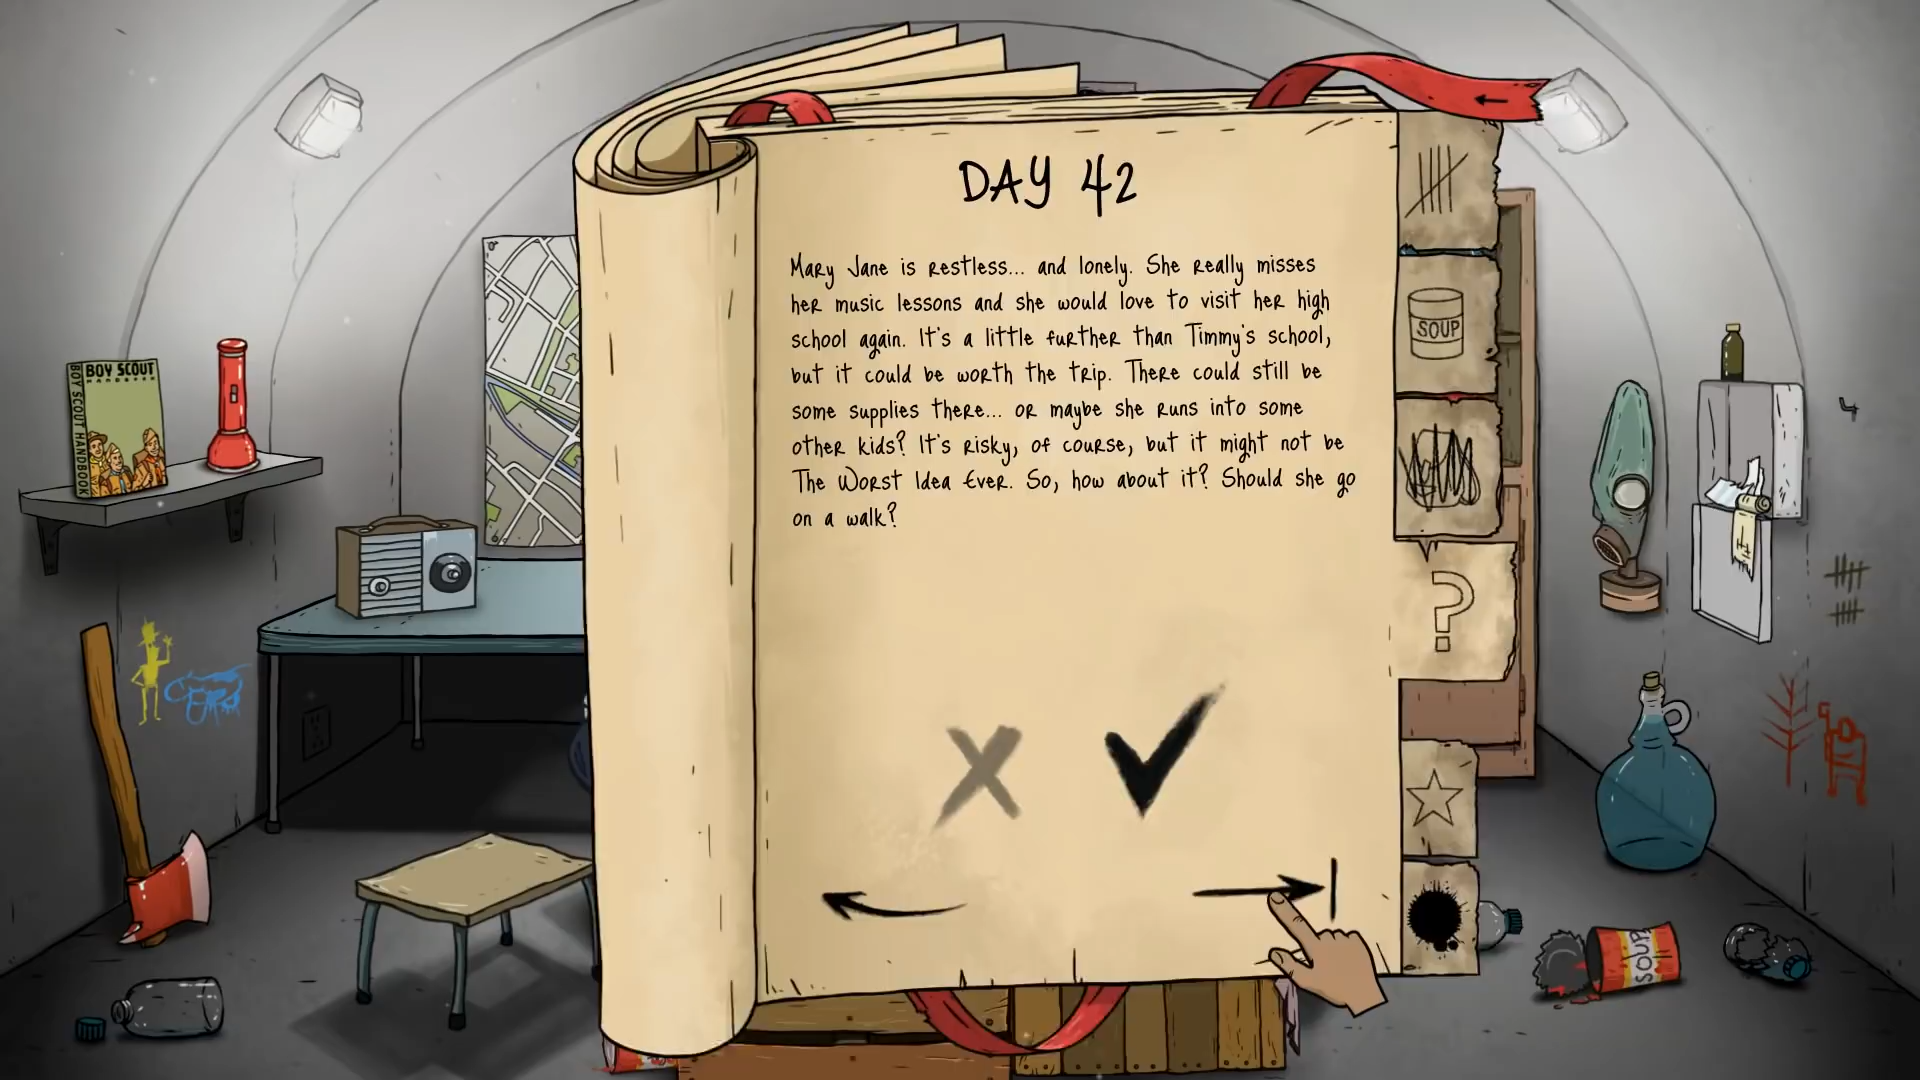 DAY 42
Mary Jane is restless... and lonely. She really misses
her music lessons and she would love to visit her high
school again. It's a little further than Timmy's school,
but it could be worth the trip. There could still be
some supplies there... or maybe she runs into some
other kids? It's risky, of course, but it might not be
The Worst Idea Ever. So, how about it? Should she go
on a walk?
SOUP
BOY SCOUT
HANDBOOK
BOY SCOUT HANDBOOK
SOUP